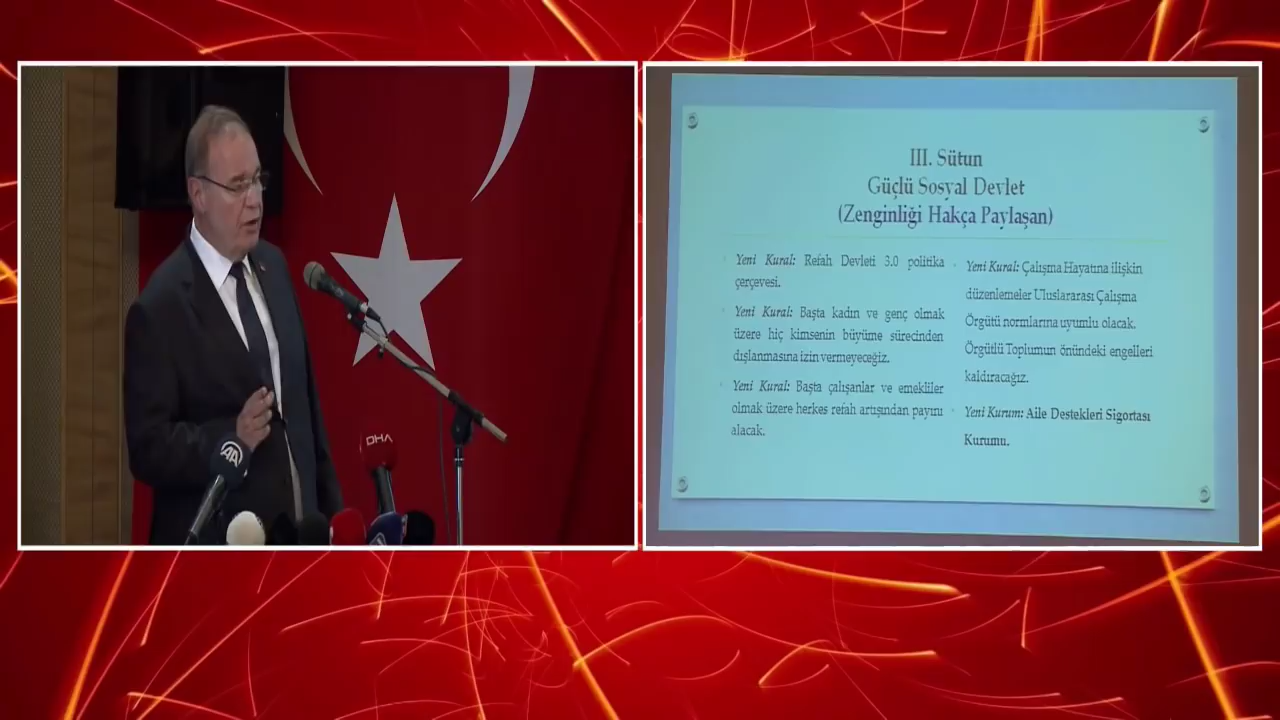 III. Sütun
Güçlü Sosyal Devlet
(Zenginliği Hakça Paylaşan)
Yeni Kural: Refah Devleti 3.0 politika
çerçevesi.
Yeni Kural: Başta kadın ve genç olmak
üzere hiç kimsenin büyüme sürecinden
dışlanmasına izin vermeyeceğiz.
Yeni Kural: Başta çalışanlar ve emekliler
olmak üzere herkes refah artışından payını
alacak.
Yeni Kural: Çalışma Hayatına ilişkin
düzenlemeler Uluslararası Çalışma
Örgütü normlarına uyumlu olacak.
Örgütlü Toplumun önündeki engelleri
kaldıracağız.
Yeni Kurum: Aile Destekleri Sigortası
Kurumu.
AA
DHA